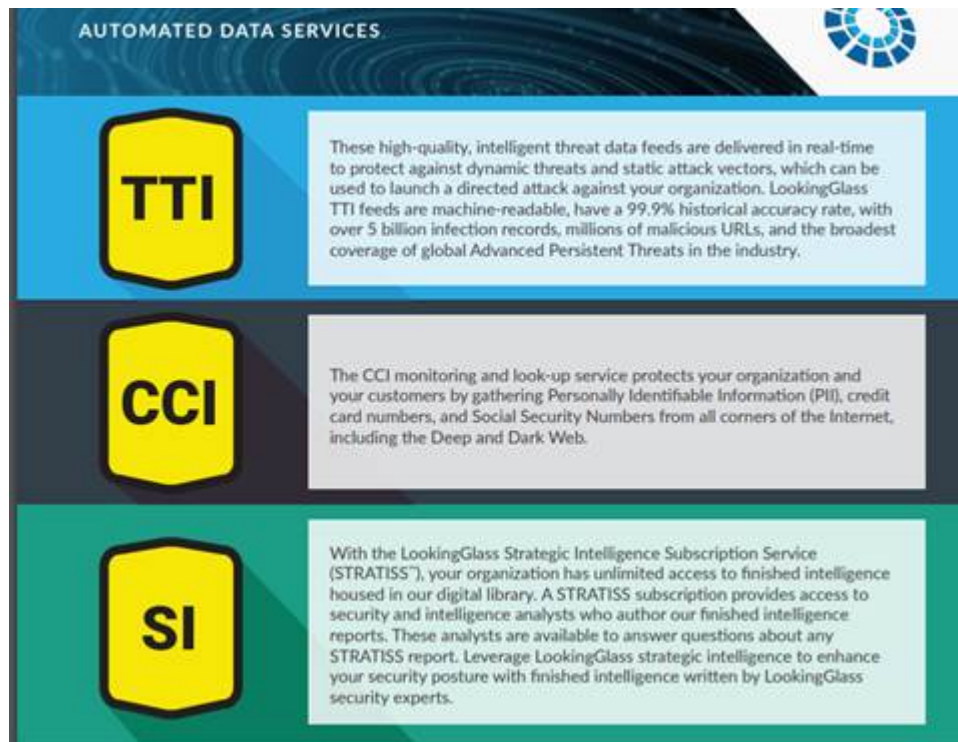 AUTOMATED DATA SERVICES
TTI
These high-quality, intelligent threat data feeds are delivered in real-time
to protect against dynamic threats and static attack vectors, which can be
used to launch a directed attack against your organization. LookingGlass
TTI feeds are machine-readable, have a 99.9% historical accuracy rate, with
over 5 billion infection records, millions of malicious URLs, and the broadest
coverage of global Advanced Persistent Threats in the industry.
CCI
The CCI monitoring and look-up service protects your organization and
your customers by gathering Personally Identifiable Information (PII), credit
card numbers, and Social Security Numbers from all corners of the Internet,
including the Deep and Dark Web.
SI
With the LookingGlass Strategic Intelligence Subscription Service
(STRATISS™), your organization has unlimited access to finished intelligence
housed in our digital library. A STRATISS subscription provides access to
security and intelligence analysts who author our finished intelligence
reports. These analysts are available to answer questions about any
STRATISS report. Leverage LookingGlass strategic intelligence to enhance
your security posture with finished intelligence written by LookingGlass
security experts.